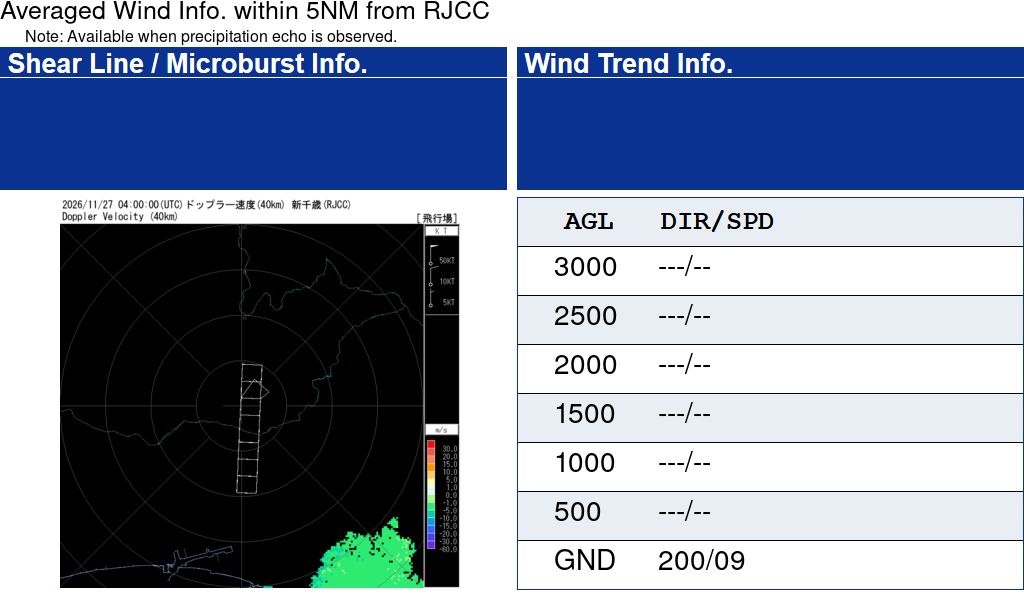 Averaged Wind Info. within 5NM from RJCC
Note: Available when precipitation echo is observed.
Shear Line / Microburst Info.
Wind Trend Info.
2026/11/27 04:00:00(UTC) ドップラー速度(40km) 新千歳(RJCC)
Doppler Velocity (40km)
[飛行場]
KT
50KT
10KT
5KT
m/s
30.0
20.0
15.0
10.0
5.0
1.0
0.0
-1.0
-5.0
-10.0
-15.0
-20.0
-30.0
-60.0
AGL DIR/SPD
3000 ---/--
2500 ---/--
2000 ---/--
1500 ---/--
1000 ---/--
500 ---/--
GND 200/09